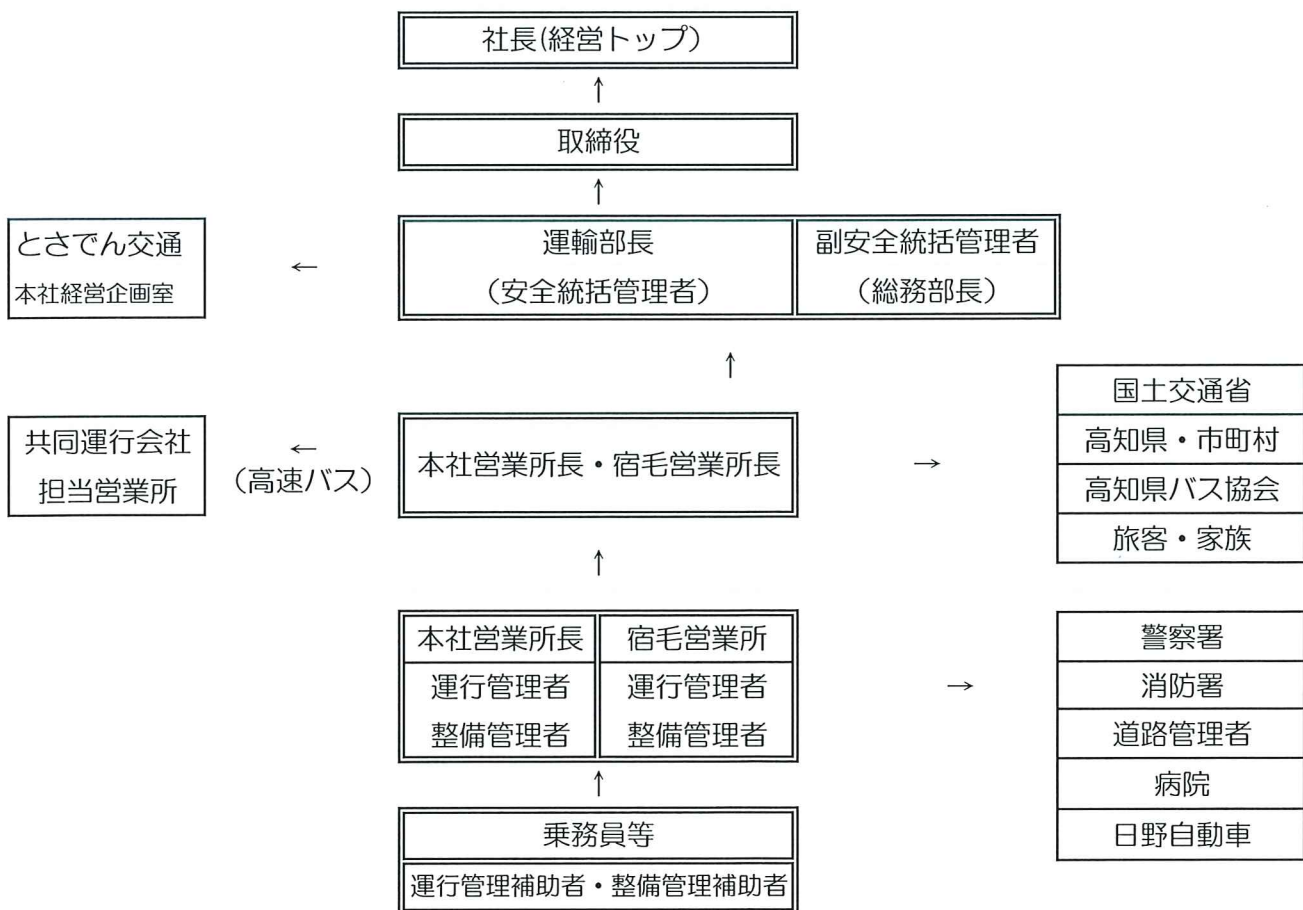 社長(経営トップ)
↑
取締役
↑
とさでん交通
本社経営企画室
←
運輸部長
(安全統括管理者)
副安全統括管理者
(総務部長)
↑
共同運行会社
担当営業所
←
(高速バス)
本社営業所長・宿毛営業所長
→
国土交通省
高知県・市町村
高知県バス協会
旅客・家族
↑
本社営業所長
運行管理者
整備管理者
宿毛営業所
運行管理者
整備管理者
→
警察署
消防署
道路管理者
病院
日野自動車
↑
乗務員等
運行管理補助者・整備管理補助者